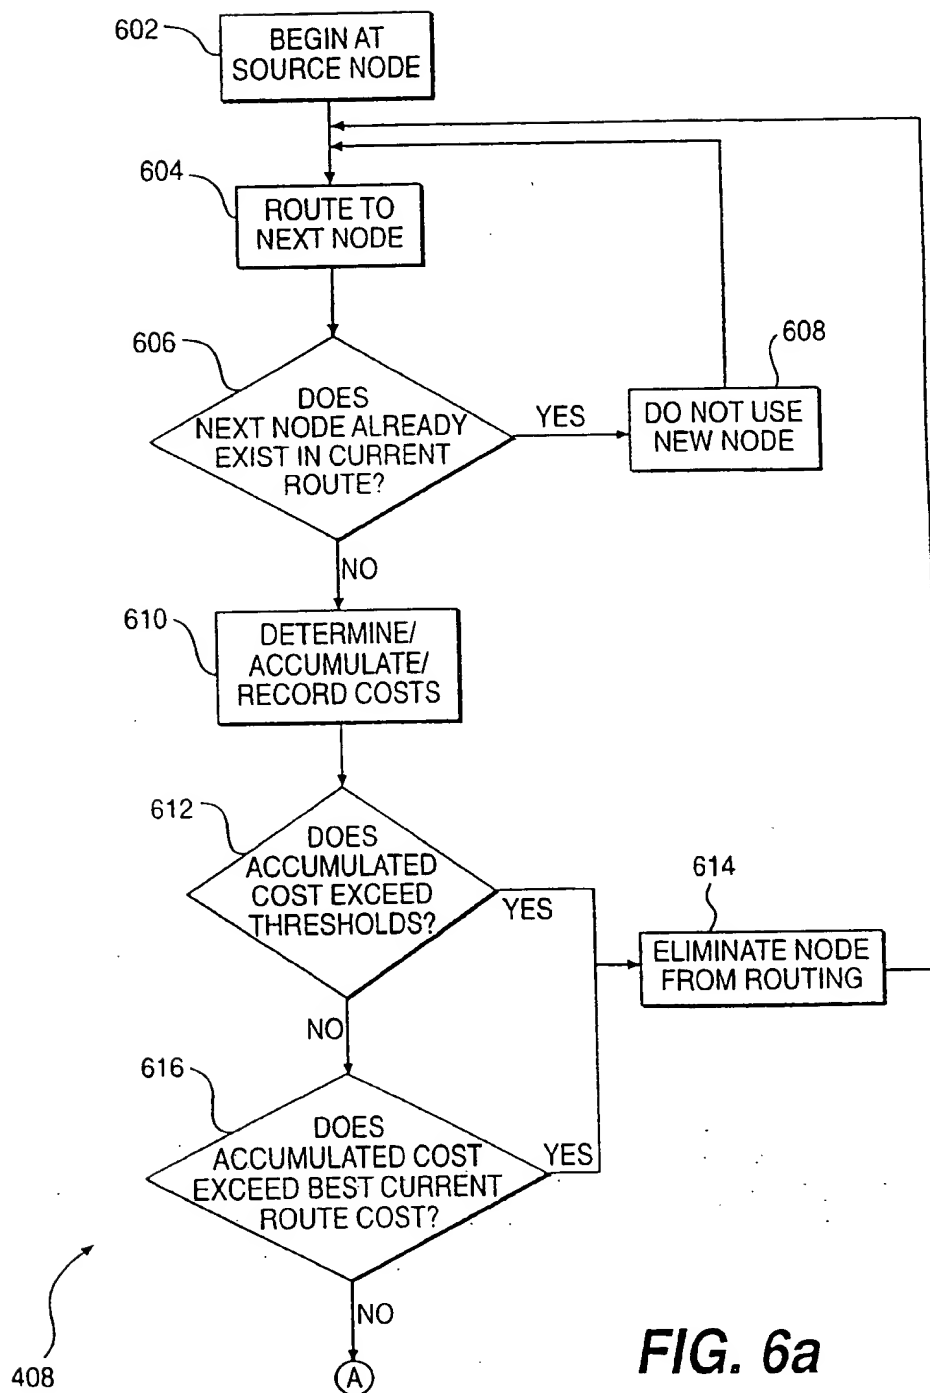 602
BEGIN AT
SOURCE NODE
604
ROUTE TO
NEXT NODE
606
DOES
NEXT NODE ALREADY
EXIST IN CURRENT
ROUTE?
YES
608
DO NOT USE
NEW NODE
NO
610
DETERMINE/
ACCUMULATE/
RECORD COSTS
612
DOES
ACCUMULATED
COST EXCEED
THRESHOLDS?
YES
614
ELIMINATE NODE
FROM ROUTING
NO
616
DOES
ACCUMULATED COST
EXCEED BEST CURRENT
ROUTE COST?
YES
NO
408
A
FIG. 6a